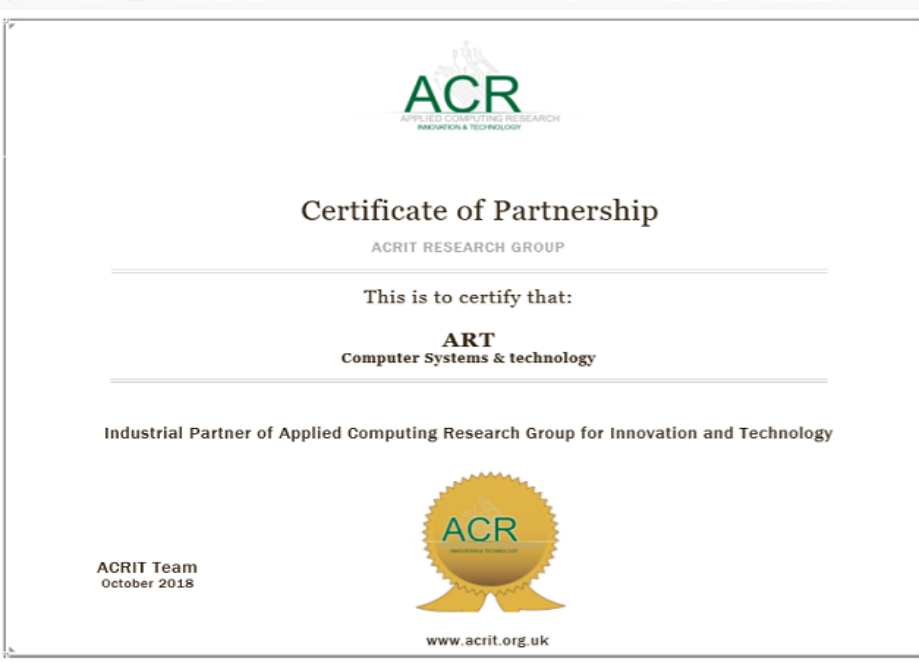 ACR
APPLIED COMPUTING RESEARCH
INNOVATION & TECHNOLOGY
Certificate of Partnership
ACRIT RESEARCH GROUP
This is to certify that:
ART
Computer Systems & technology
Industrial Partner of Applied Computing Research Group for Innovation and Technology
ACR
INNOVATION & TECHNOLOGY
ACRIT Team
October 2018
www.acrit.org.uk